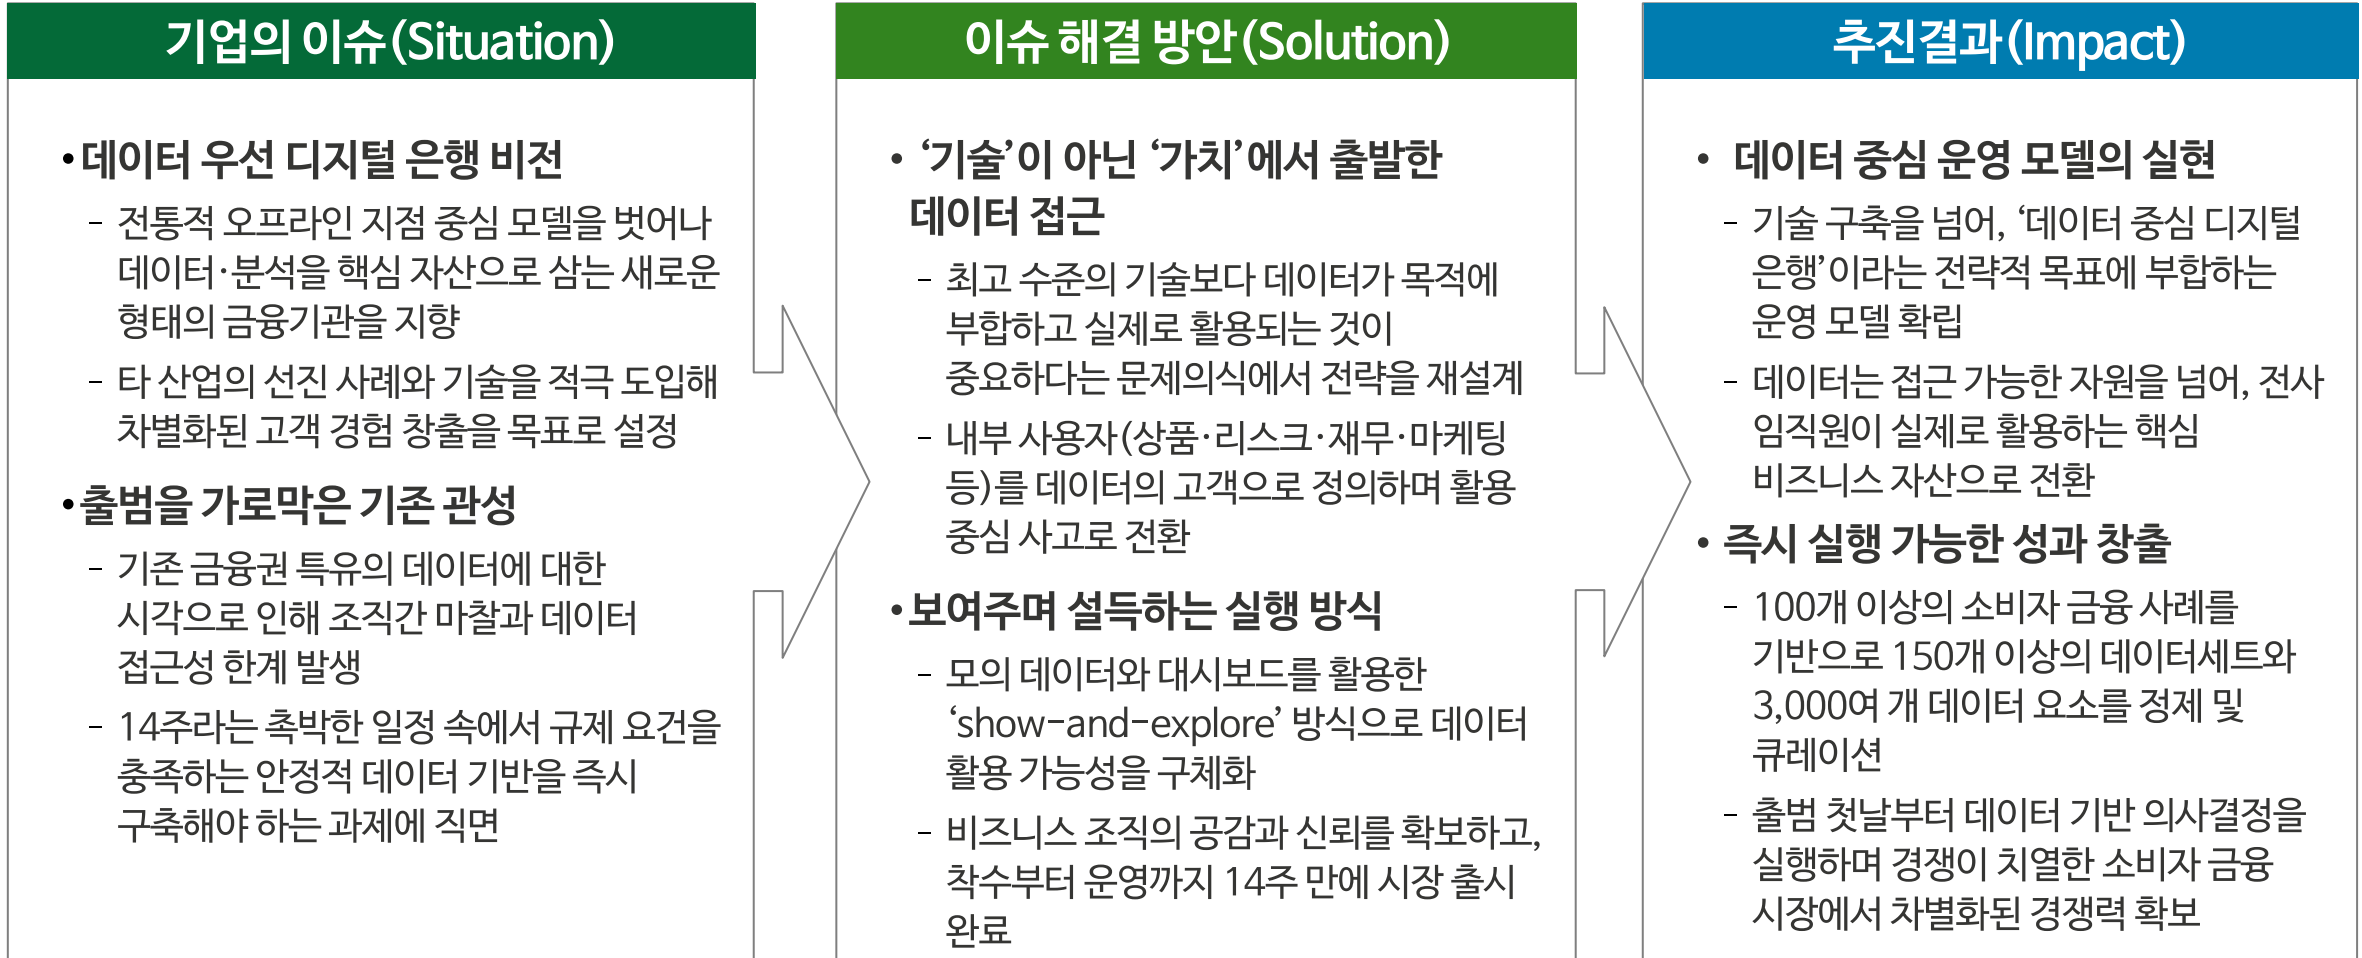 기업의 이슈(Situation)
•데이터 우선 디지털 은행 비전
– 전통적 오프라인 지점 중심 모델을 벗어나
데이터·분석을 핵심 자산으로 삼는 새로운
형태의 금융기관을 지향
– 타 산업의 선진 사례와 기술을 적극 도입해
차별화된 고객 경험 창출을 목표로 설정
•출범을 가로막은 기존 관성
– 기존 금융권 특유의 데이터에 대한
시각으로 인해 조직간 마찰과 데이터
접근성 한계 발생
– 14주라는 촉박한 일정 속에서 규제 요건을
충족하는 안정적 데이터 기반을 즉시
구축해야 하는 과제에 직면
이슈 해결 방안(Solution)
• ‘기술’이 아닌 ‘가치’에서 출발한
데이터 접근
– 최고 수준의 기술보다 데이터가 목적에
부합하고 실제로 활용되는 것이
중요하다는 문제의식에서 전략을 재설계
– 내부 사용자(상품·리스크·재무·마케팅
등)를 데이터의 고객으로 정의하며 활용
중심 사고로 전환
•보여주며 설득하는 실행 방식
– 모의 데이터와 대시보드를 활용한
‘show-and-explore’ 방식으로 데이터
활용 가능성을 구체화
– 비즈니스 조직의 공감과 신뢰를 확보하고,
착수부터 운영까지 14주 만에 시장 출시
완료
추진결과(Impact)
• 데이터 중심 운영 모델의 실현
– 기술 구축을 넘어, ‘데이터 중심 디지털
은행’이라는 전략적 목표에 부합하는
운영 모델 확립
– 데이터는 접근 가능한 자원을 넘어, 전사
임직원이 실제로 활용하는 핵심
비즈니스 자산으로 전환
• 즉시 실행 가능한 성과 창출
– 100개 이상의 소비자 금융 사례를
기반으로 150개 이상의 데이터세트와
3,000여 개 데이터 요소를 정제 및
큐레이션
– 출범 첫날부터 데이터 기반 의사결정을
실행하며 경쟁이 치열한 소비자 금융
시장에서 차별화된 경쟁력 확보